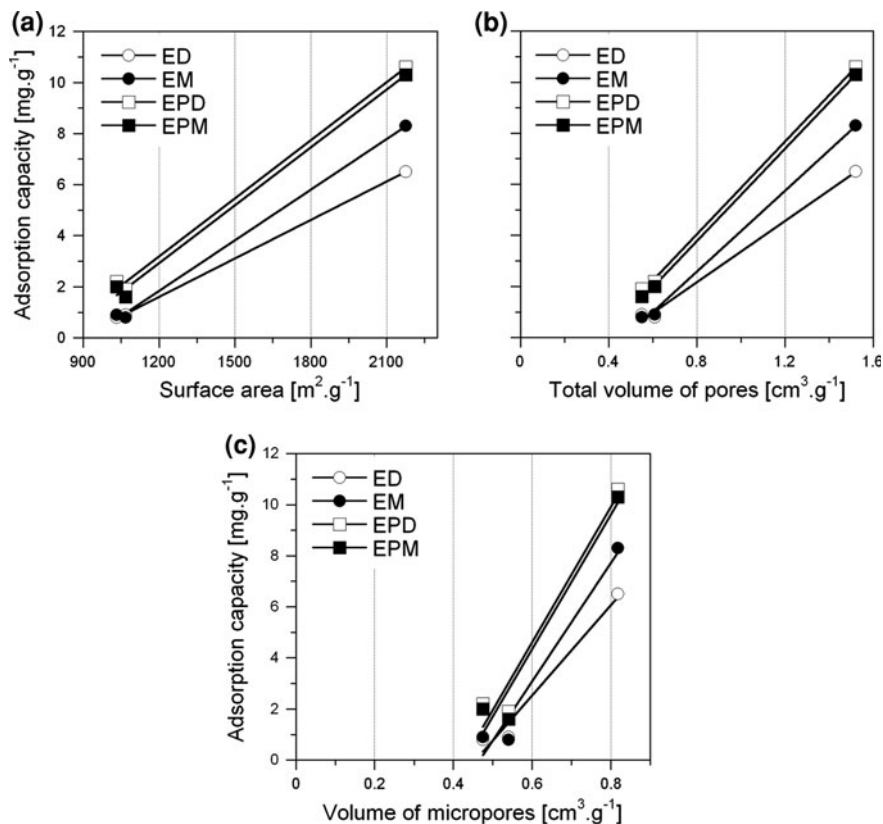 (a)
12
10
8
6
4
2
0
Adsorption capacity [mg.g-1]
ED
EM
EPD
EPM
900 1200 1500 1800 2100
Surface area [m2.g-1]
(b)
12
10
8
6
4
2
0
ED
EM
EPD
EPM
0 0.4 0.8 1.2 1.6
Total volume of pores [cm3.g-1]
(c)
12
10
8
6
4
2
0
Adsorption capacity [mg.g-1]
ED
EM
EPD
EPM
0 0.2 0.4 0.6 0.8
Volume of micropores [cm3.g-1]